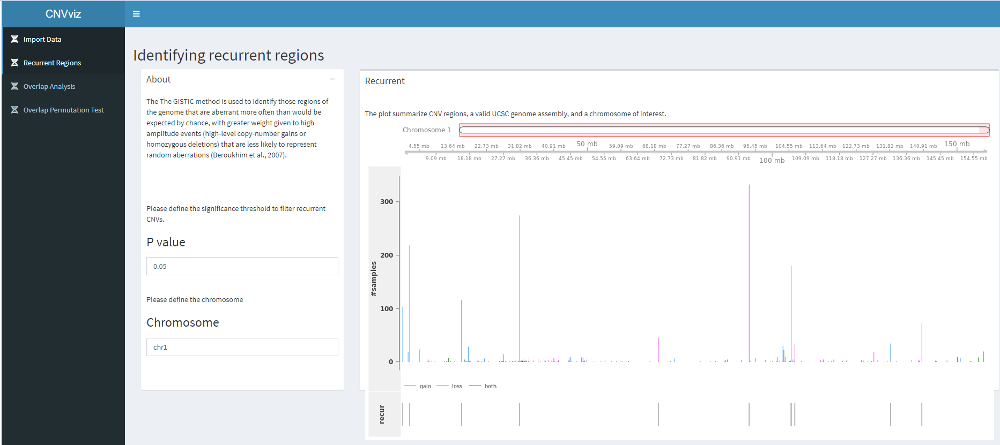 CNVviz
Import Data
Recurrent Regions
Overlap Analysis
Overlap Permutation Test
Identifying recurrent regions
About
The The GISTIC method is used to identify those regions of
the genome that are aberrant more often than would be
expected by chance, with greater weight given to high
amplitude events (high-level copy-number gains or
homozygous deletions) that are less likely to represent
random aberrations (Beroukhim et al., 2007).
Please define the significance threshold to filter recurrent
CNVs.
P value
0.05
Please define the chromosome
Chromosome
chr1
Recurrent
The plot summarize CNV regions, a valid UCSC genome assembly, and a chromosome of interest.
Chromosome 1
4.55 mb 13.64 mb 22.73 mb 31.82 mb 40.91 mb 50 mb 59.09 mb 68.18 mb 77.27 mb 86.36 mb 95.45 mb 104.55 mb 113.64 mb 122.73 mb 131.82 mb 140.91 mb 150 mb
9.09 mb 18.18 mb 27.27 mb 36.36 mb 45.45 mb 54.55 mb 63.64 mb 72.73 mb 81.82 mb 90.91 mb 100 mb 109.09 mb 118.18 mb 127.27 mb 136.36 mb 145.45 mb 154.55 mb
300
200
#samples
100
0
gain loss both
recur